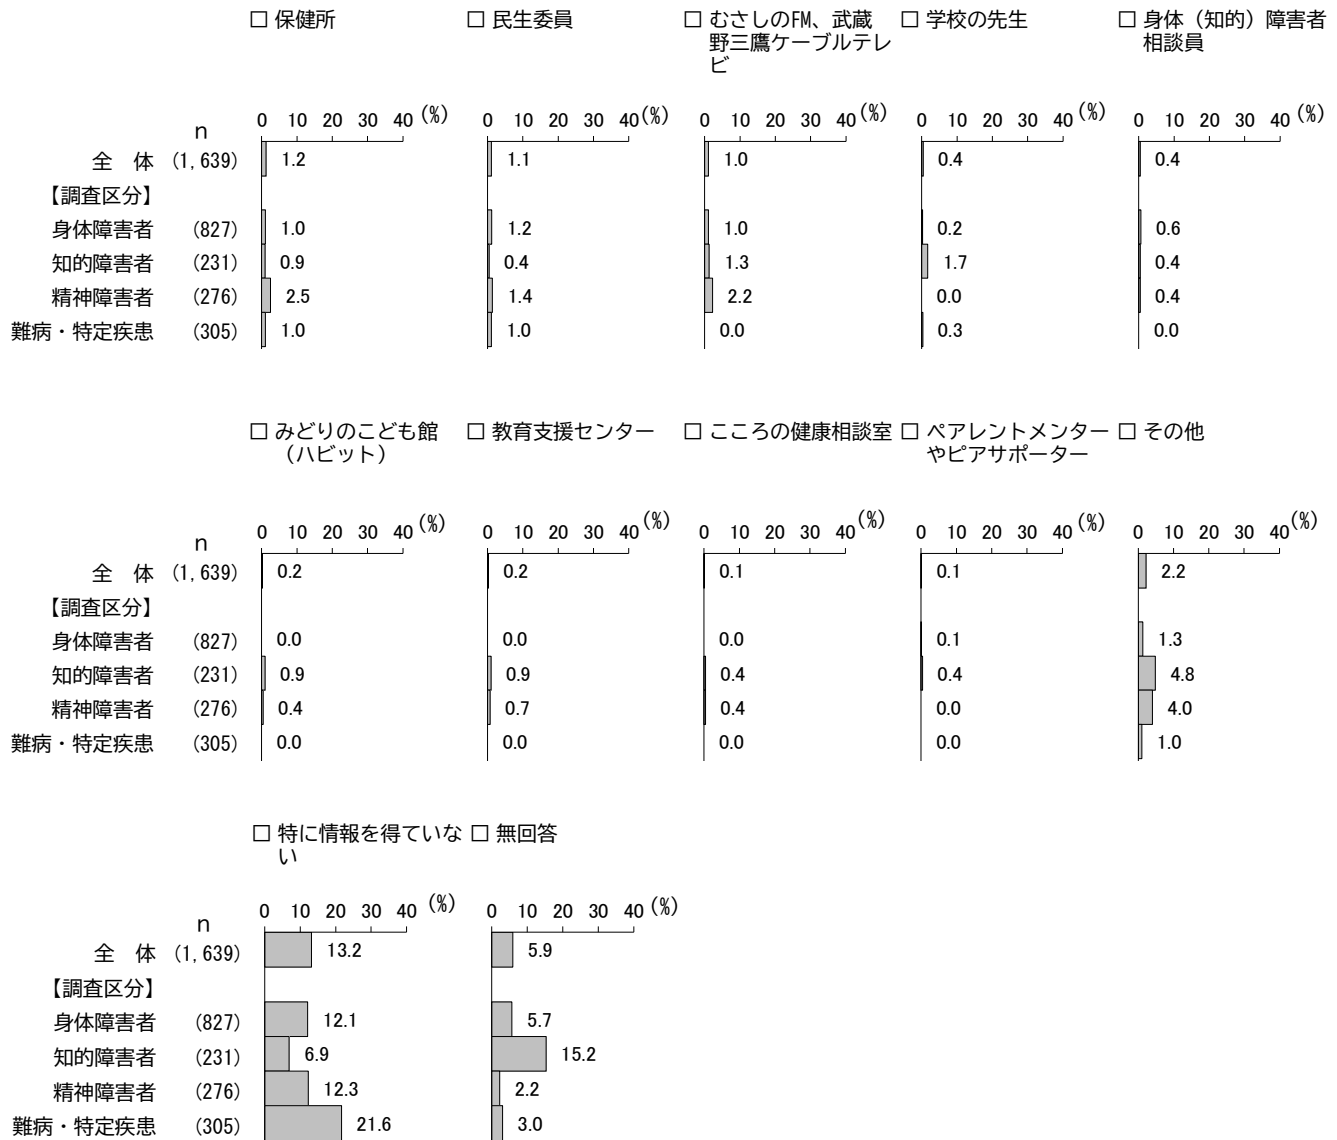 □ 保健所 □ 民生委員 □ むさしのFM、武蔵 □ 学校の先生 □ 身体（知的）障害者
野三鷹ケーブルテレ 相談員
ビ
0 10 20 30 40 (%) 0 10 20 30 40 (%) 0 10 20 30 40 (%) 0 10 20 30 40 (%) 0 10 20 30 40 (%)
n
全 体 (1,639) 1.2 1.1 1.0 0.4 0.4
【調査区分】
身体障害者 (827) 1.0 1.2 1.0 0.2 0.6
知的障害者 (231) 0.9 0.4 1.3 1.7 0.4
精神障害者 (276) 2.5 1.4 2.2 0.0 0.4
難病・特定疾患 (305) 1.0 1.0 0.0 0.3 0.0
□ みどりのこども館 □ 教育支援センター □ こころの健康相談室 □ ペアレントメンター □ その他
（ハビット） やピアサポーター
0 10 20 30 40 (%) 0 10 20 30 40 (%) 0 10 20 30 40 (%) 0 10 20 30 40 (%) 0 10 20 30 40 (%)
n
全 体 (1,639) 0.2 0.2 0.1 0.1 2.2
【調査区分】
身体障害者 (827) 0.0 0.0 0.0 0.1 1.3
知的障害者 (231) 0.9 0.9 0.4 0.4 4.8
精神障害者 (276) 0.4 0.7 0.4 0.0 4.0
難病・特定疾患 (305) 0.0 0.0 0.0 0.0 1.0
□ 特に情報を得ていな □ 無回答
い
0 10 20 30 40 (%) 0 10 20 30 40 (%)
n
全 体 (1,639) 13.2 5.9
【調査区分】
身体障害者 (827) 12.1 5.7
知的障害者 (231) 6.9 15.2
精神障害者 (276) 12.3 2.2
難病・特定疾患 (305) 21.6 3.0